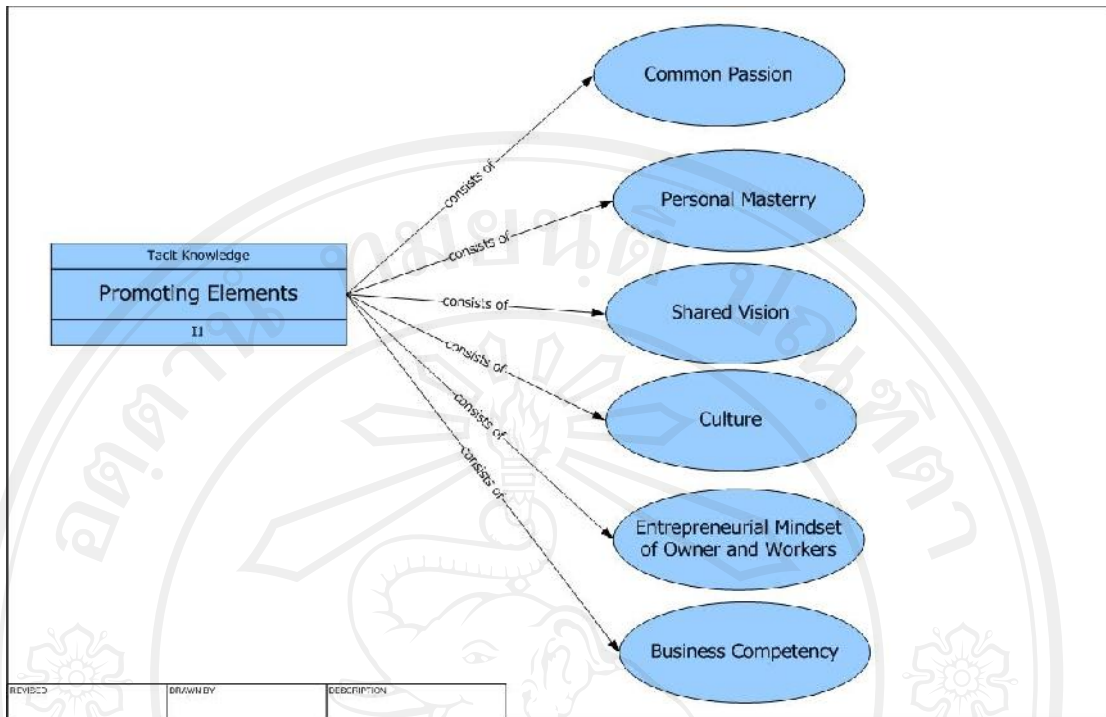 Common Passion
consists of
Personal Masterry
consists of
Tacit Knowledge
Promoting Elements
consists of
Shared Vision
consists of
Culture
consists of
Entrepreneurial Mindset
of Owner and Workers
consists of
Business Competency
REVISED
DRAWN BY
DESCRIPTION